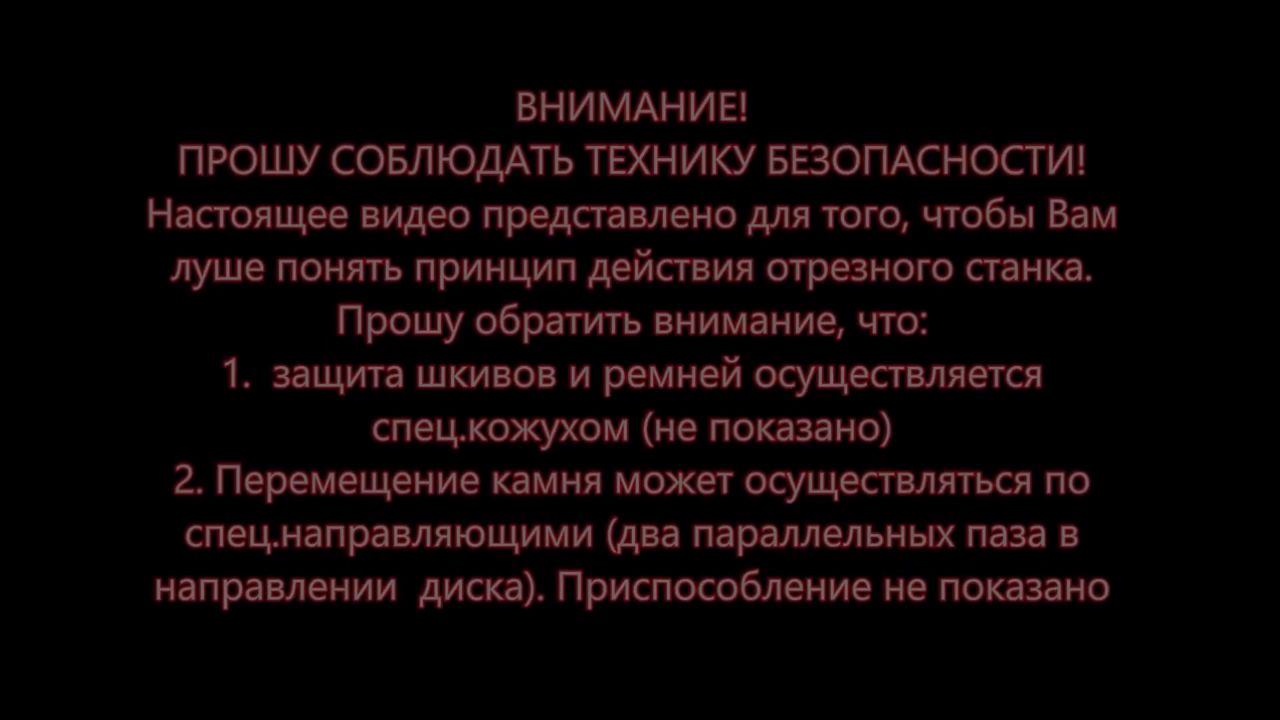 ВНИМАНИЕ!
ПРОШУ СОБЛЮДАТЬ ТЕХНИКУ БЕЗОПАСНОСТИ!
Настоящее видео представлено для того, чтобы Вам
луше понять принцип действия отрезного станка.
Прошу обратить внимание, что:
1.  защита шкивов и ремней осуществляется
спец.кожухом (не показано)
2. Перемещение камня может осуществляться по
спец.направляющими (два параллельных паза в
направлении  диска). Приспособление не показано